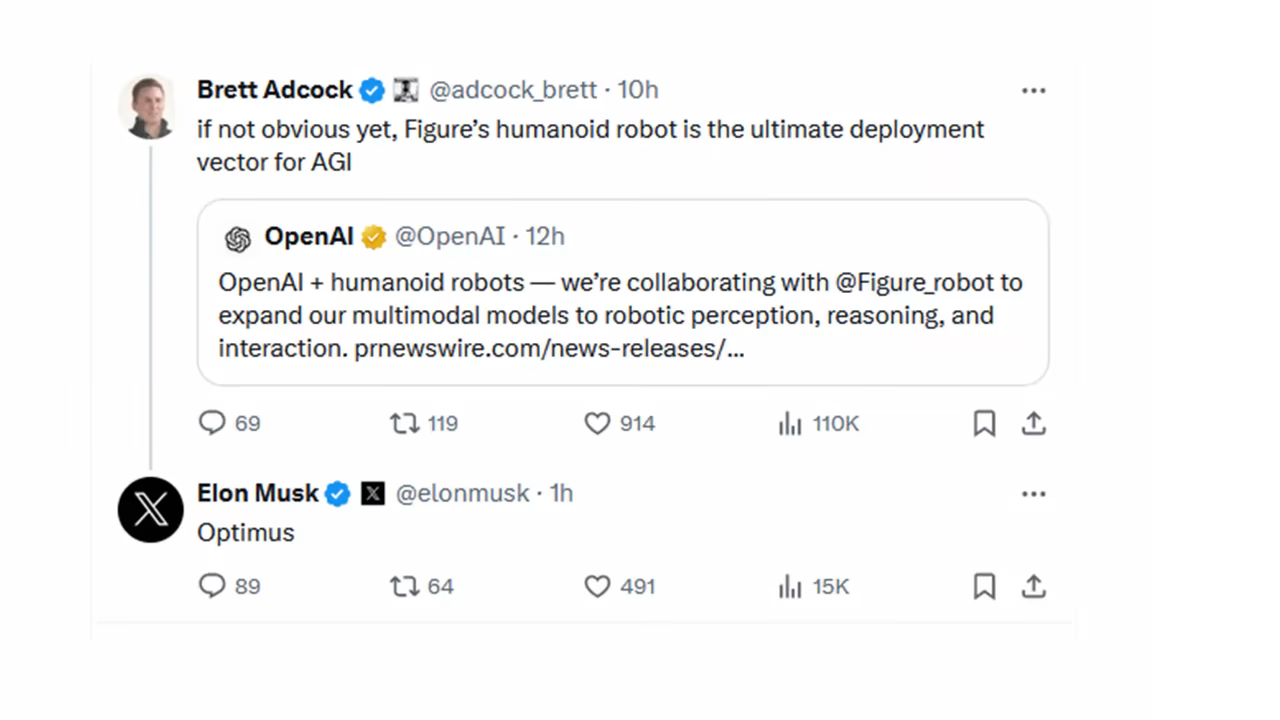 Brett Adcock @adcock_brett · 10h
if not obvious yet, Figure’s humanoid robot is the ultimate deployment
vector for AGI
OpenAI @OpenAI · 12h
OpenAI + humanoid robots — we’re collaborating with @Figure_robot to
expand our multimodal models to robotic perception, reasoning, and
interaction. prnewswire.com/news-releases/...
69 119 914 110K
Elon Musk @elonmusk · 1h
Optimus
89 64 491 15K